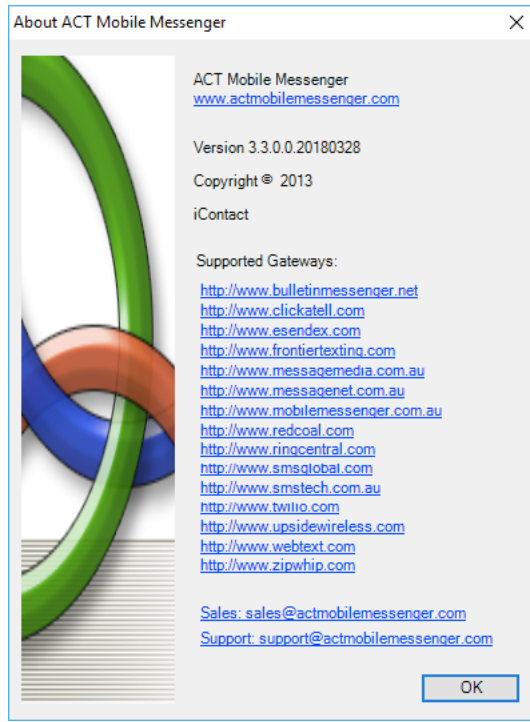 About ACT Mobile Messenger
ACT Mobile Messenger
www.actmobilemessenger.com
Version 3.3.0.0.20180328
Copyright © 2013
iContact
Supported Gateways:
http://www.bulletinmessenger.net
http://www.clickatell.com
http://www.esendex.com
http://www.frontiertexting.com
http://www.messagemedia.com.au
http://www.messagenet.com.au
http://www.mobilemessenger.com.au
http://www.redcoal.com
http://www.ringcentral.com
http://www.smsglobal.com
http://www.smstech.com.au
http://www.twilio.com
http://www.upsidewireless.com
http://www.webtext.com
http://www.zipwhip.com
Sales: sales@actmobilemessenger.com
Support: support@actmobilemessenger.com
OK